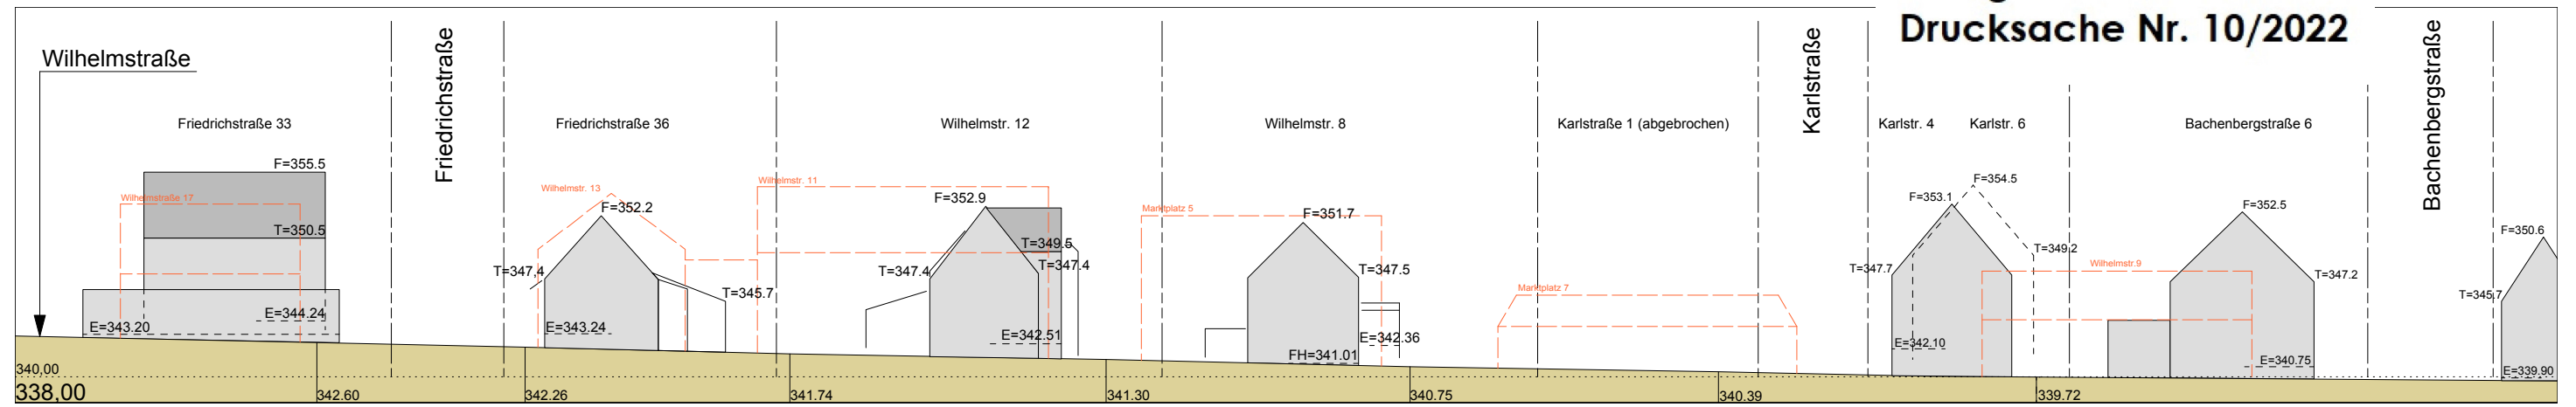 Drucksache Nr. 10/2022
Wilhelmstraße
Friedrichstraße
Karlstraße
Bachenbergstraße
Friedrichstraße 33
Friedrichstraße 36
Wilhelmstr. 12
Wilhelmstr. 8
Karlstraße 1 (abgebrochen)
Karlstr. 4
Karlstr. 6
Bachenbergstraße 6
F=355.5
Wilhelmstraße 17
T=350.5
E=344.24
E=343.20
Wilhelmstr. 13
F=352.2
T=347,4
T=345.7
E=343.24
Wilhelmstr. 11
F=352.9
T=349.5
T=347.4
T=347.4
E=342.51
Marktplatz 5
F=351.7
T=347.5
E=342.36
FH=341.01
Marktplatz 7
F=354.5
F=353.1
T=349.2
T=347.7
E=342.10
Wilhelmstr.9
F=352.5
T=347.2
E=340.75
F=350.6
T=345.7
E=339.90
340,00
338,00
342.60
342.26
341.74
341.30
340.75
340.39
339.72